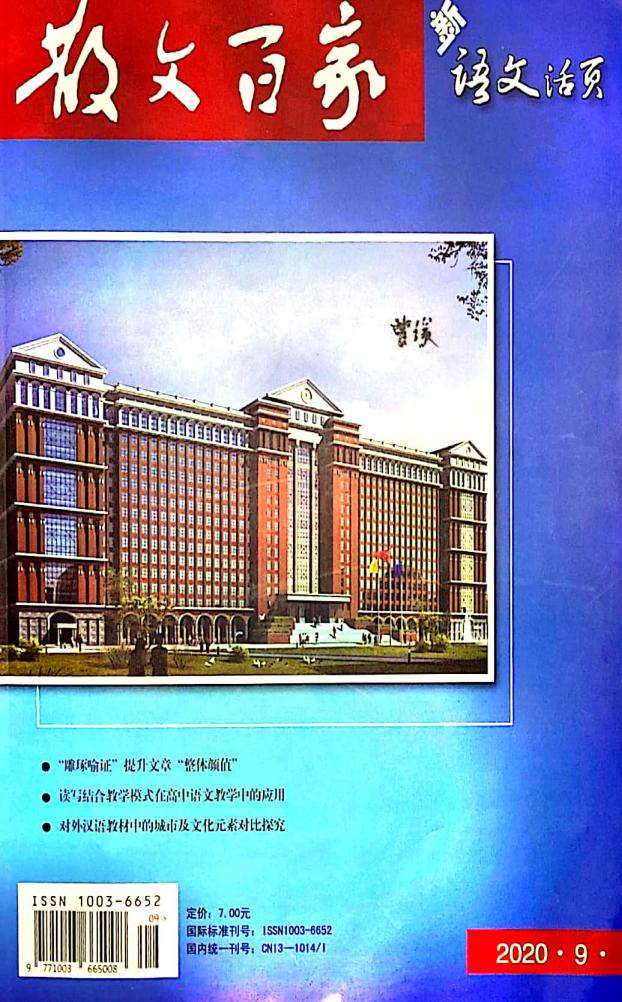 散文百家
新
语文活页
● “雕琢喻证”提升文章“整体颜值”
● 读写结合教学模式在高中语文教学中的应用
● 对外汉语教材中的城市及文化元素对比探究
ISSN 1003-6652
09>
9 771003 665008
定价：7.00元
国际标准刊号：ISSN1003-6652
国内统一刊号：CN13-1014/I
2020·9·